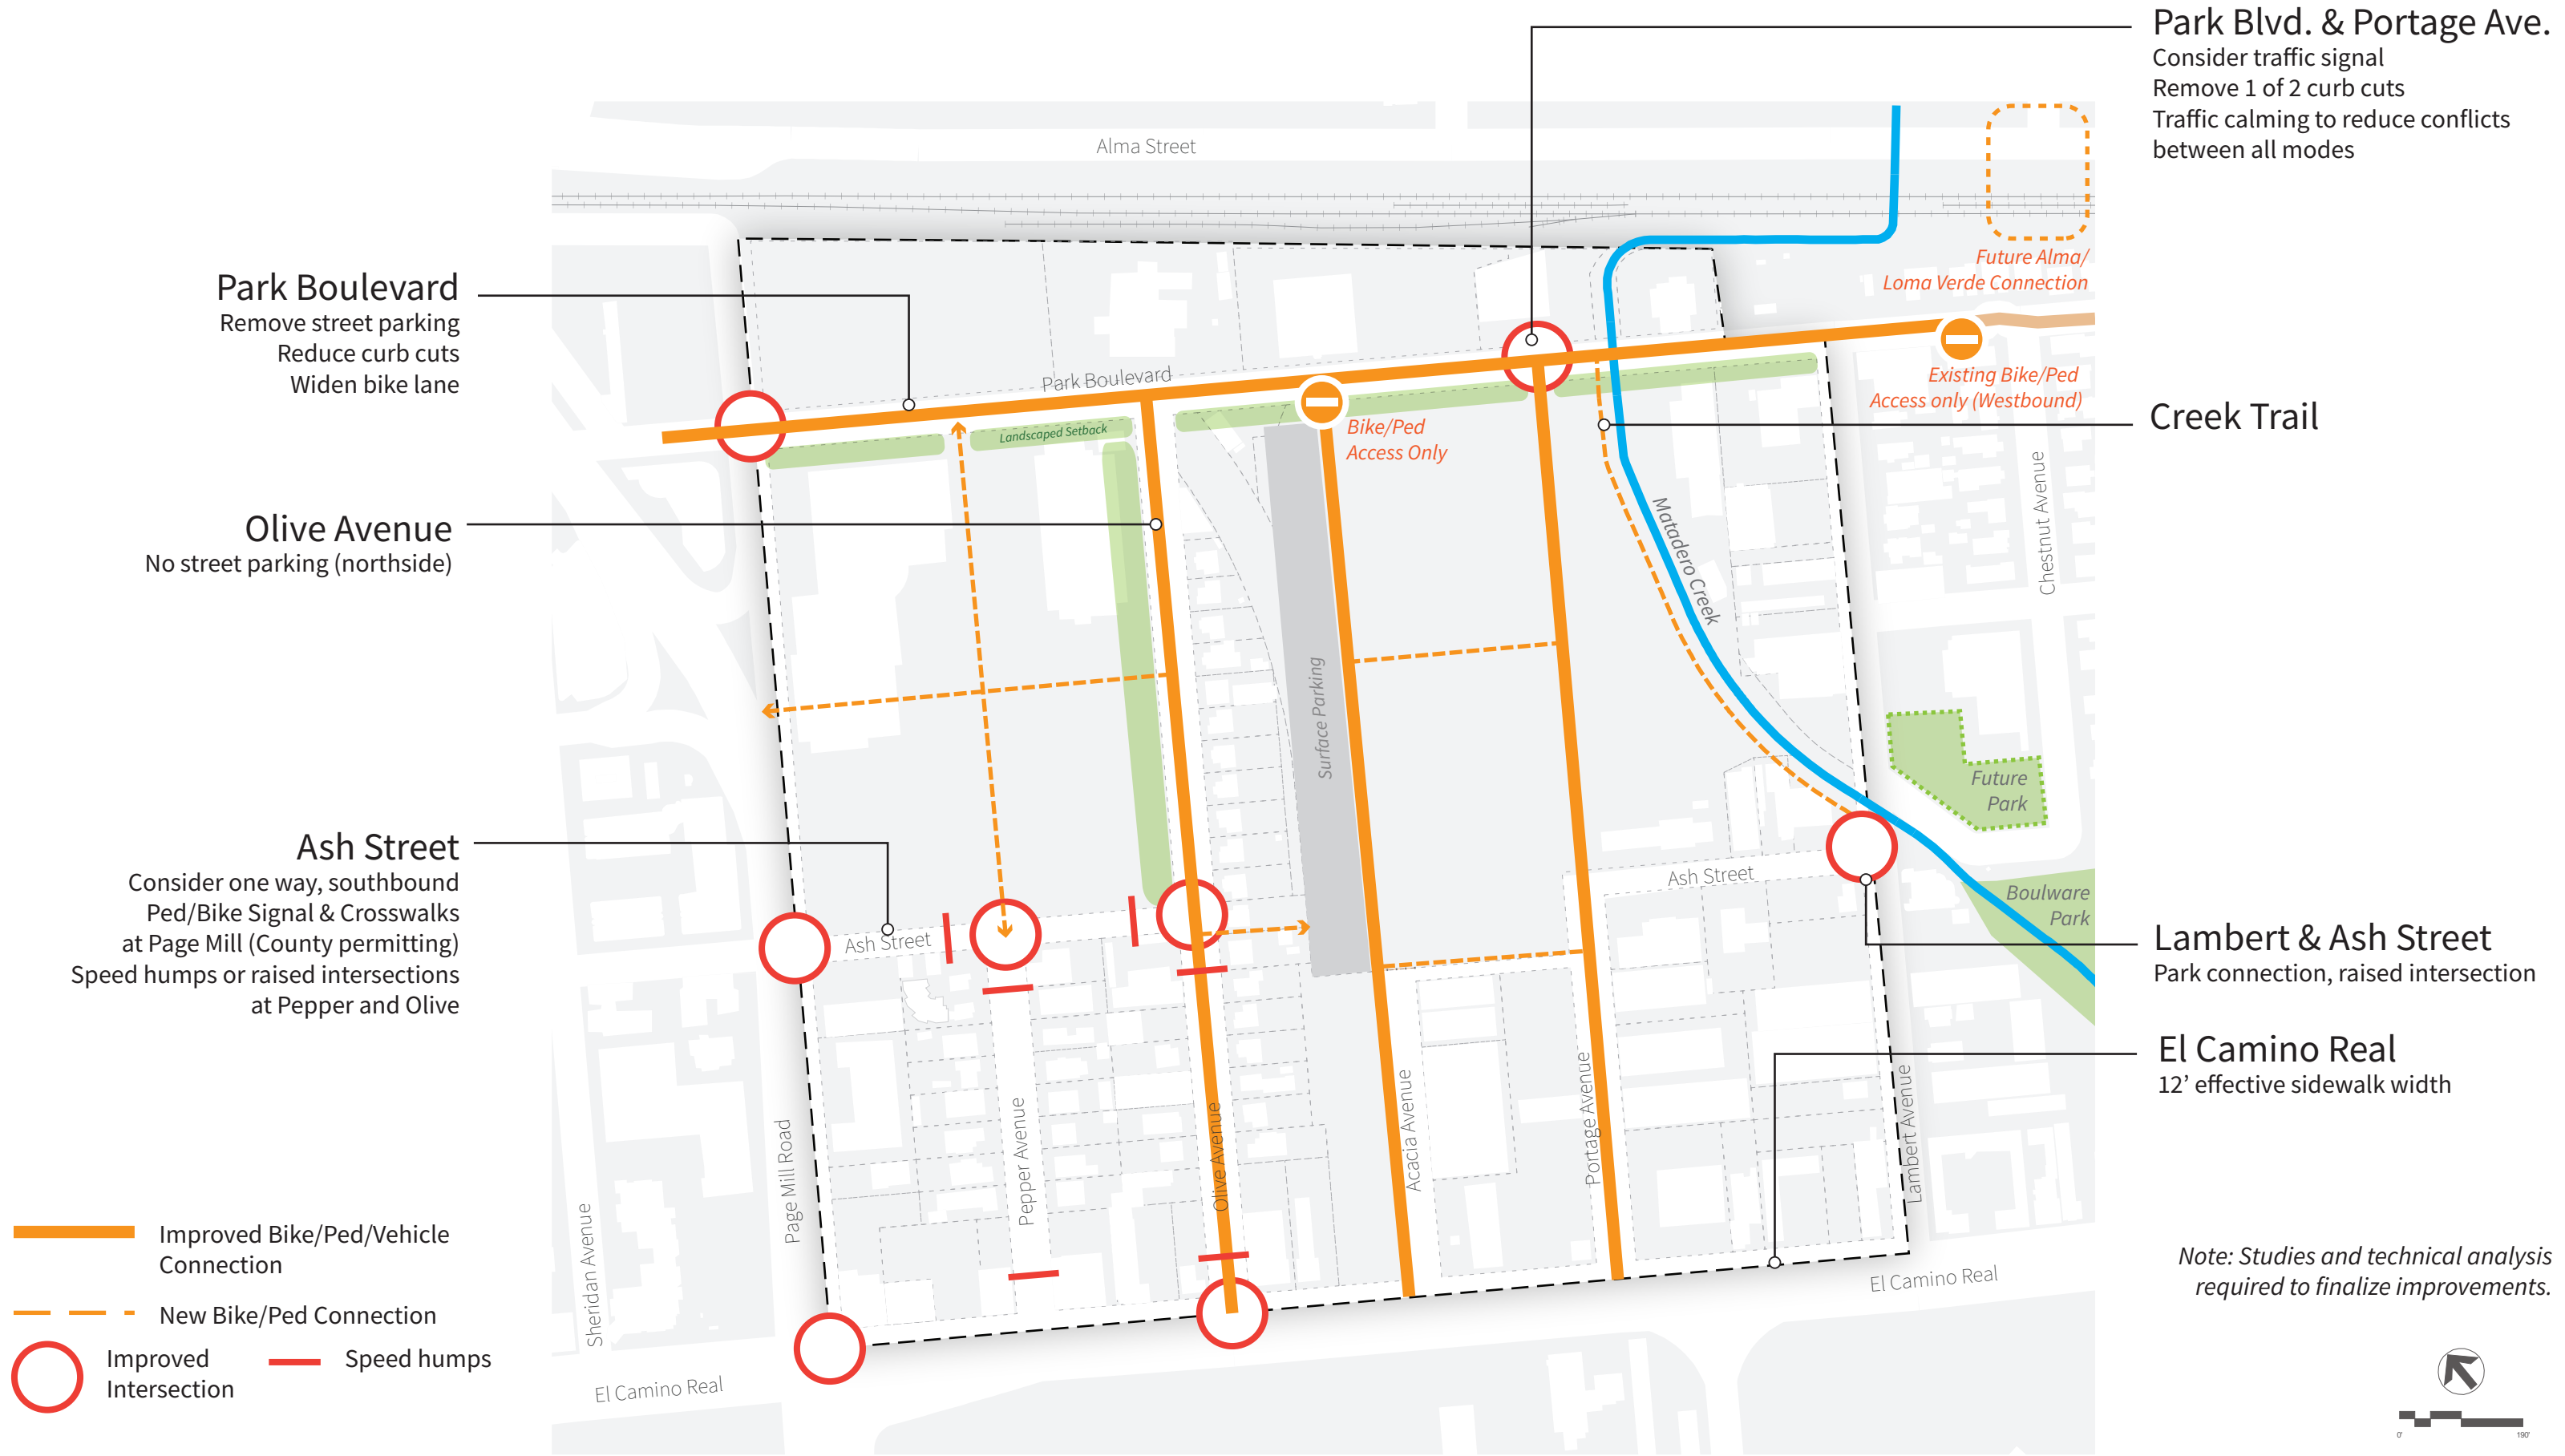 Park Blvd. & Portage Ave.
Consider traffic signal
Remove 1 of 2 curb cuts
Traffic calming to reduce conflicts
between all modes
Alma Street
Future Alma/
Loma Verde Connection
Park Boulevard
Remove street parking
Reduce curb cuts
Widen bike lane
Park Boulevard
Existing Bike/Ped
Access only (Westbound)
Landscaped Setback
Bike/Ped
Access Only
Creek Trail
Olive Avenue
No street parking (northside)
Matadero Creek
Chestnut Avenue
Surface Parking
Future
Park
Ash Street
Consider one way, southbound
Ped/Bike Signal & Crosswalks
at Page Mill (County permitting)
Speed humps or raised intersections
at Pepper and Olive
Ash Street
Ash Street
Boulware
Park
Lambert & Ash Street
Park connection, raised intersection
El Camino Real
12’ effective sidewalk width
Sheridan Avenue
Page Mill Road
Pepper Avenue
Olive Avenue
Acacia Avenue
Portage Avenue
Lambert Avenue
El Camino Real
El Camino Real
Improved Bike/Ped/Vehicle
Connection
New Bike/Ped Connection
Improved
Intersection
Speed humps
Note: Studies and technical analysis
required to finalize improvements.
0'
190'